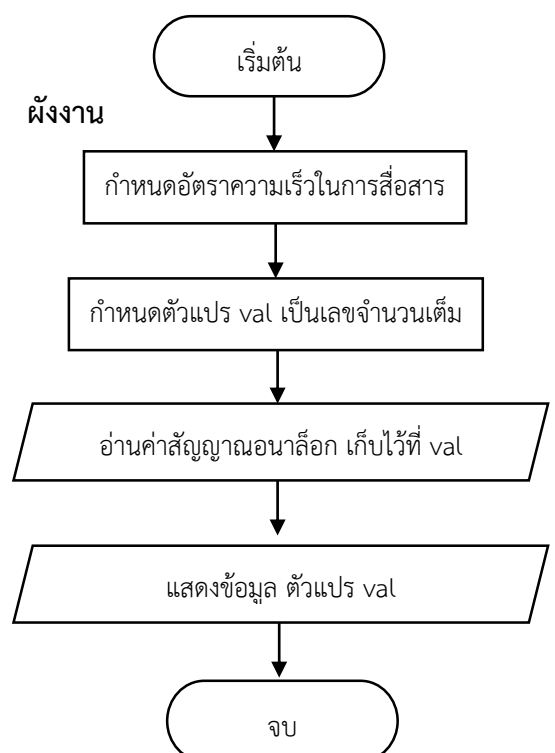 เริ่มต้น
ผังงาน
กำหนดอัตราความเร็วในการสื่อสาร
กำหนดตัวแปร val เป็นเลขจำนวนเต็ม
อ่านค่าสัญญาณอนาล็อก เก็บไว้ที่ val
แสดงข้อมูล ตัวแปร val
จบ